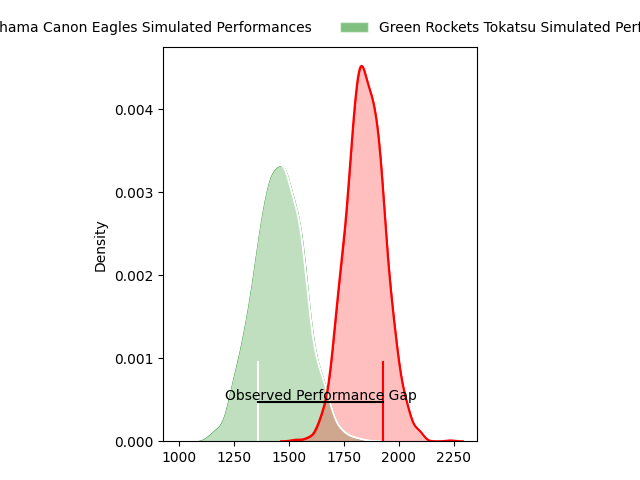 hama Canon Eagles Simulated Performances
Green Rockets Tokatsu Simulated Perf
0.004
0.003
0.002
0.001
0.000
Density
Observed Performance Gap
1000 1250 1500 1750 2000 2250